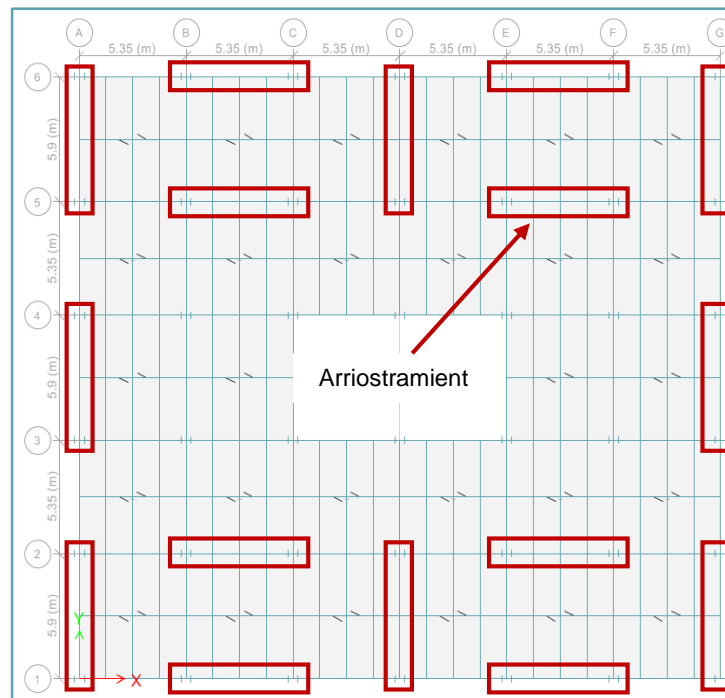 A B C D E F G
5.35 (m) 5.35 (m) 5.35 (m) 5.35 (m) 5.35 (m) 5.35 (m)
6
5.9 (m)
5
5.35 (m)
4
5.9 (m)
Arriostramient
3
5.35 (m)
2
5.9 (m)
Y
1
X